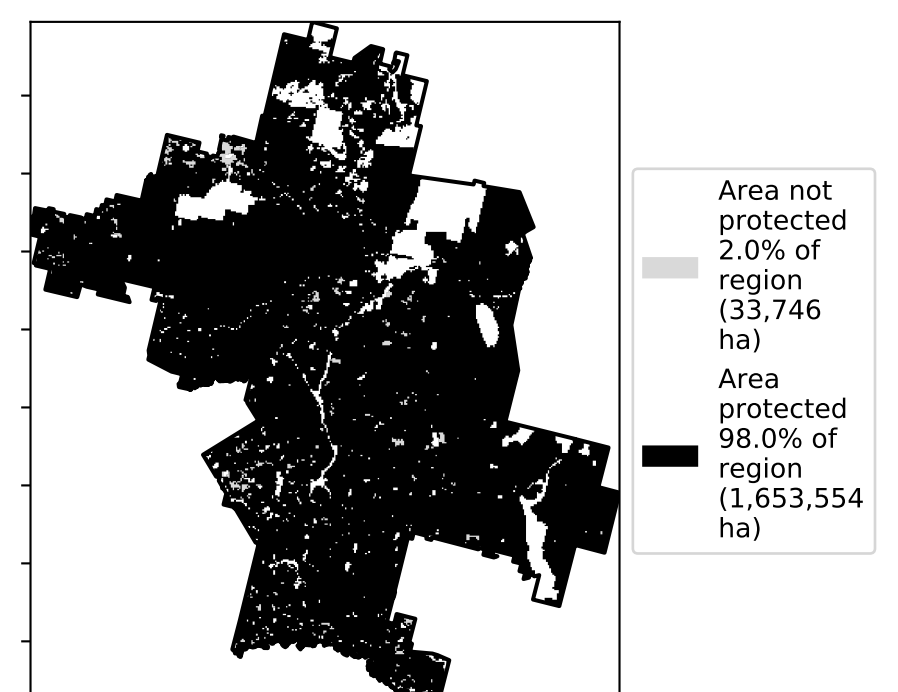 Area not
protected
2.0% of
region
(33,746
ha)
Area
protected
98.0% of
region
(1,653,554
ha)